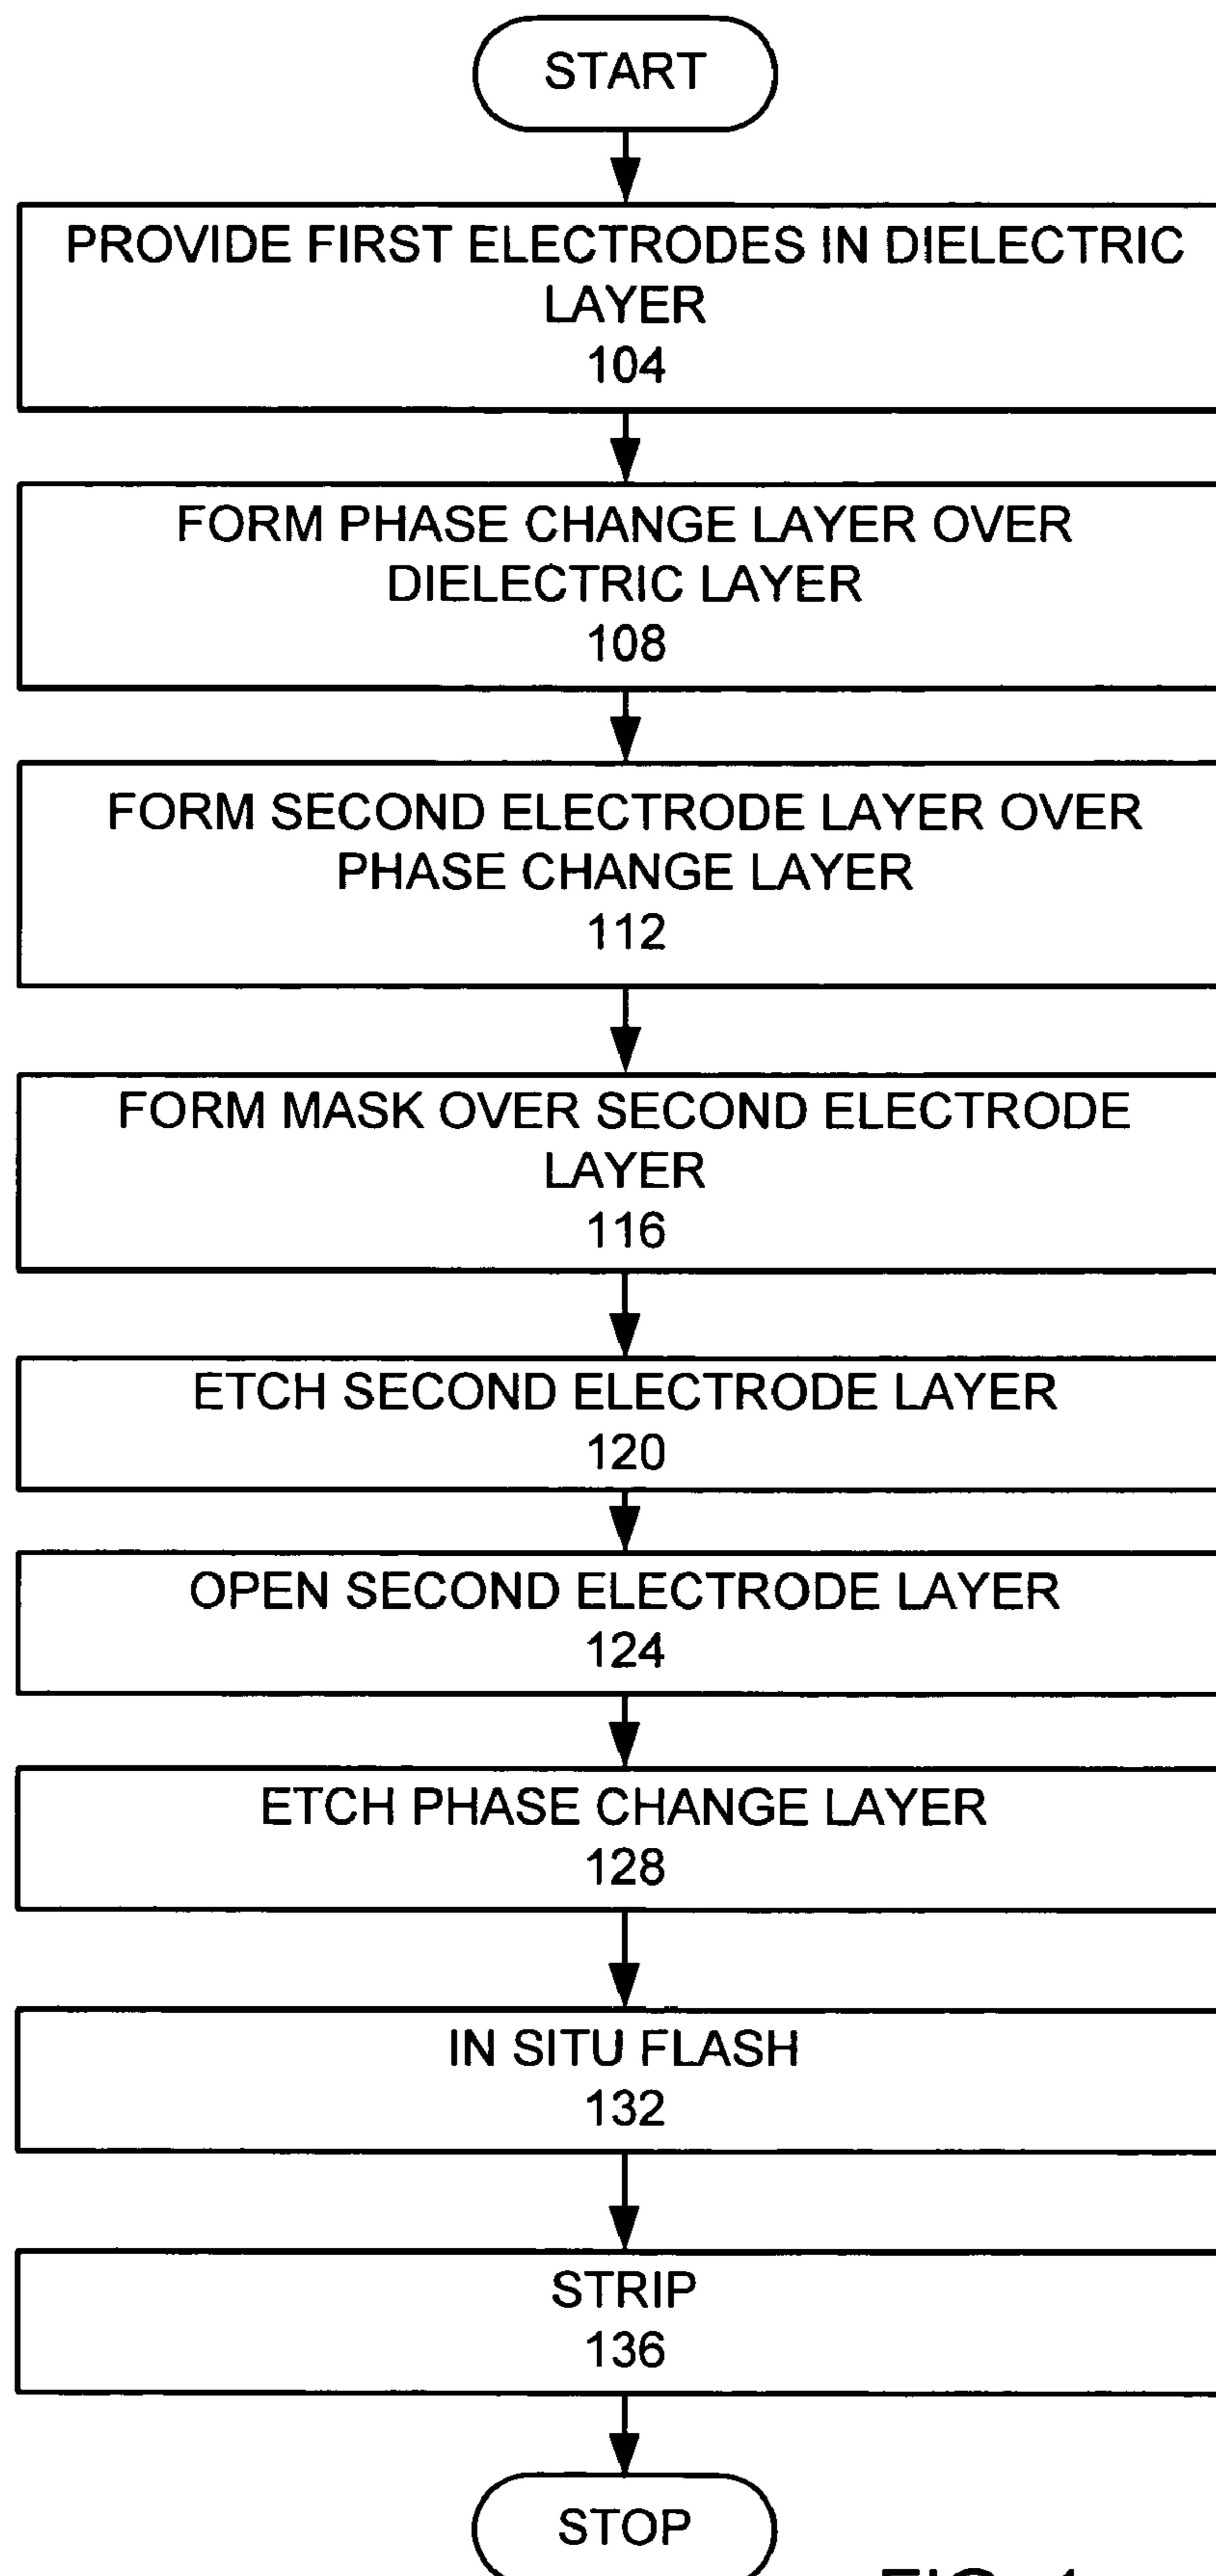 START
PROVIDE FIRST ELECTRODES IN DIELECTRIC
LAYER
104
FORM PHASE CHANGE LAYER OVER
DIELECTRIC LAYER
108
FORM SECOND ELECTRODE LAYER OVER
PHASE CHANGE LAYER
112
FORM MASK OVER SECOND ELECTRODE
LAYER
116
ETCH SECOND ELECTRODE LAYER
120
OPEN SECOND ELECTRODE LAYER
124
ETCH PHASE CHANGE LAYER
128
IN SITU FLASH
132
STRIP
136
STOP